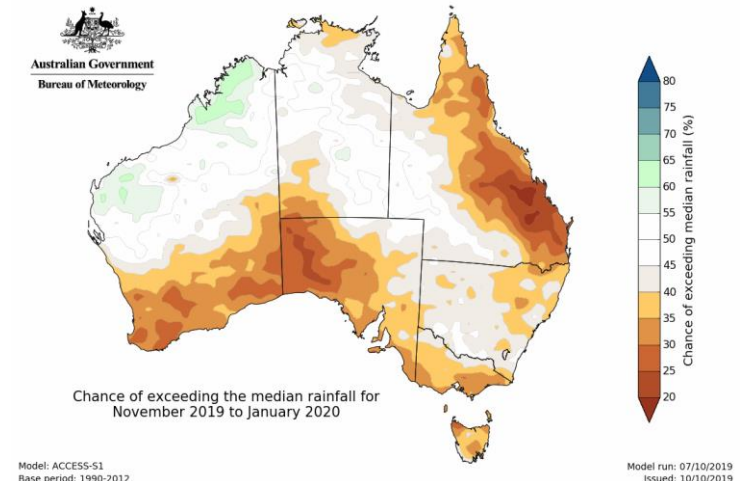 Australian Government
Bureau of Meteorology
80
75
70
65
60
55
50
45
40
35
30
25
20
Chance of exceeding median rainfall (%)
Chance of exceeding the median rainfall for
November 2019 to January 2020
Model: ACCESS-S1
Base period: 1990-2012
Model run: 07/10/2019
Issued: 10/10/2019